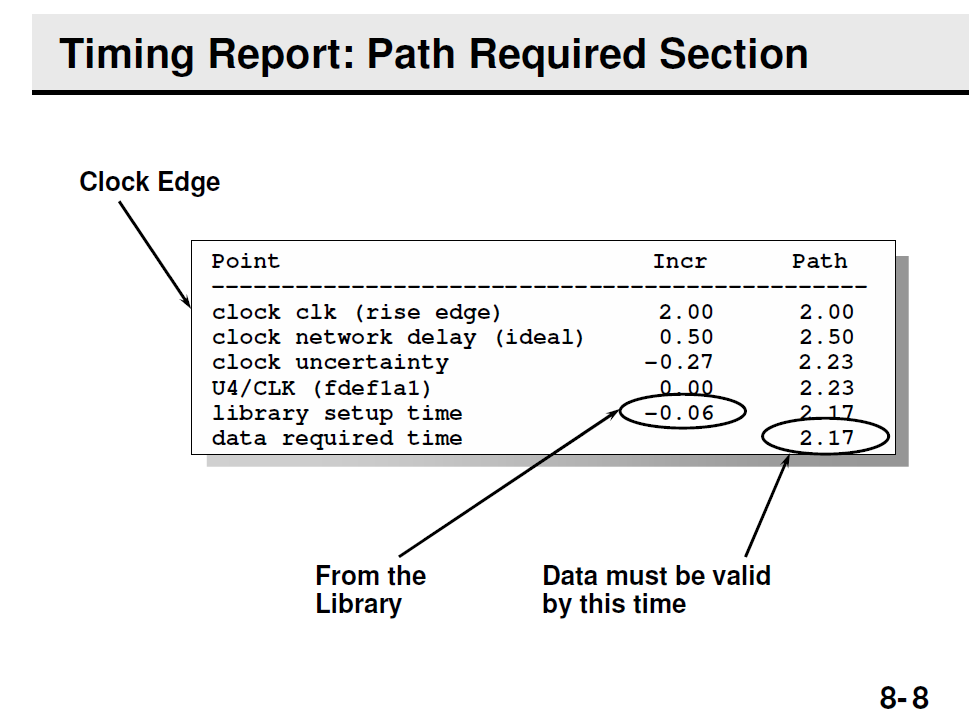 Timing Report: Path Required Section
Clock Edge
Point Incr Path
-----------------------------------------------
clock clk (rise edge) 2.00 2.00
clock network delay (ideal) 0.50 2.50
clock uncertainty -0.27 2.23
U4/CLK (fdef1a1) 0.00 2.23
library setup time -0.06 2.17
data required time 2.17
From the
Library
Data must be valid
by this time
8-8